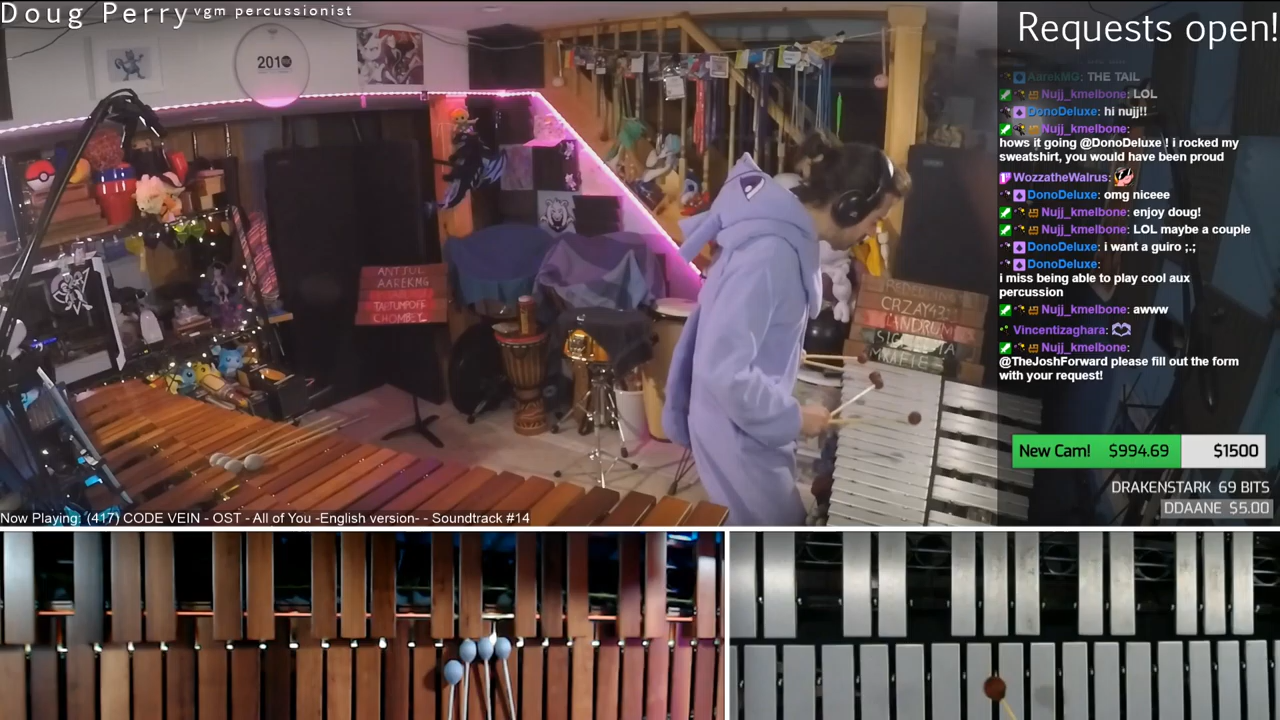 Doug Perry vgm percussionist
Requests open!
2010
AarekMG: THE TAIL
Nujj_kmelbone: LOL
DonoDeluxe: hi nujj!!
Nujj_kmelbone:
hows it going @DonoDeluxe ! i rocked my
sweatshirt, you would have been proud
WozzatheWalrus:
DonoDeluxe: omg niceee
Nujj_kmelbone: enjoy doug!
Nujj_kmelbone: LOL maybe a couple
DonoDeluxe: i want a guiro ;.;
DonoDeluxe:
i miss being able to play cool aux
percussion
Nujj_kmelbone: awww
Vincentizaghara:
Nujj_kmelbone:
@TheJoshForward please fill out the form
with your request!
ANTJUL
AAREKMG
CHOMBEL
New Cam! $994.69 $1500
DRAKENSTARK 69 BITS
DDAANE $5.00
Now Playing: (417) CODE VEIN - OST - All of You -English version- - Soundtrack #14